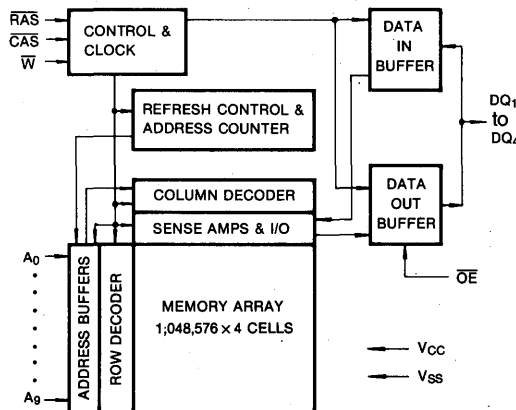 RAS
CAS
W
CONTROL &
CLOCK
DATA
IN
BUFFER
REFRESH CONTROL &
ADDRESS COUNTER
DQ1
to
DQ4
COLUMN DECODER
SENSE AMPS & I/O
DATA
OUT
BUFFER
OE
A0
A9
ADDRESS BUFFERS
ROW DECODER
MEMORY ARRAY
1;048,576 × 4 CELLS
VCC
VSS